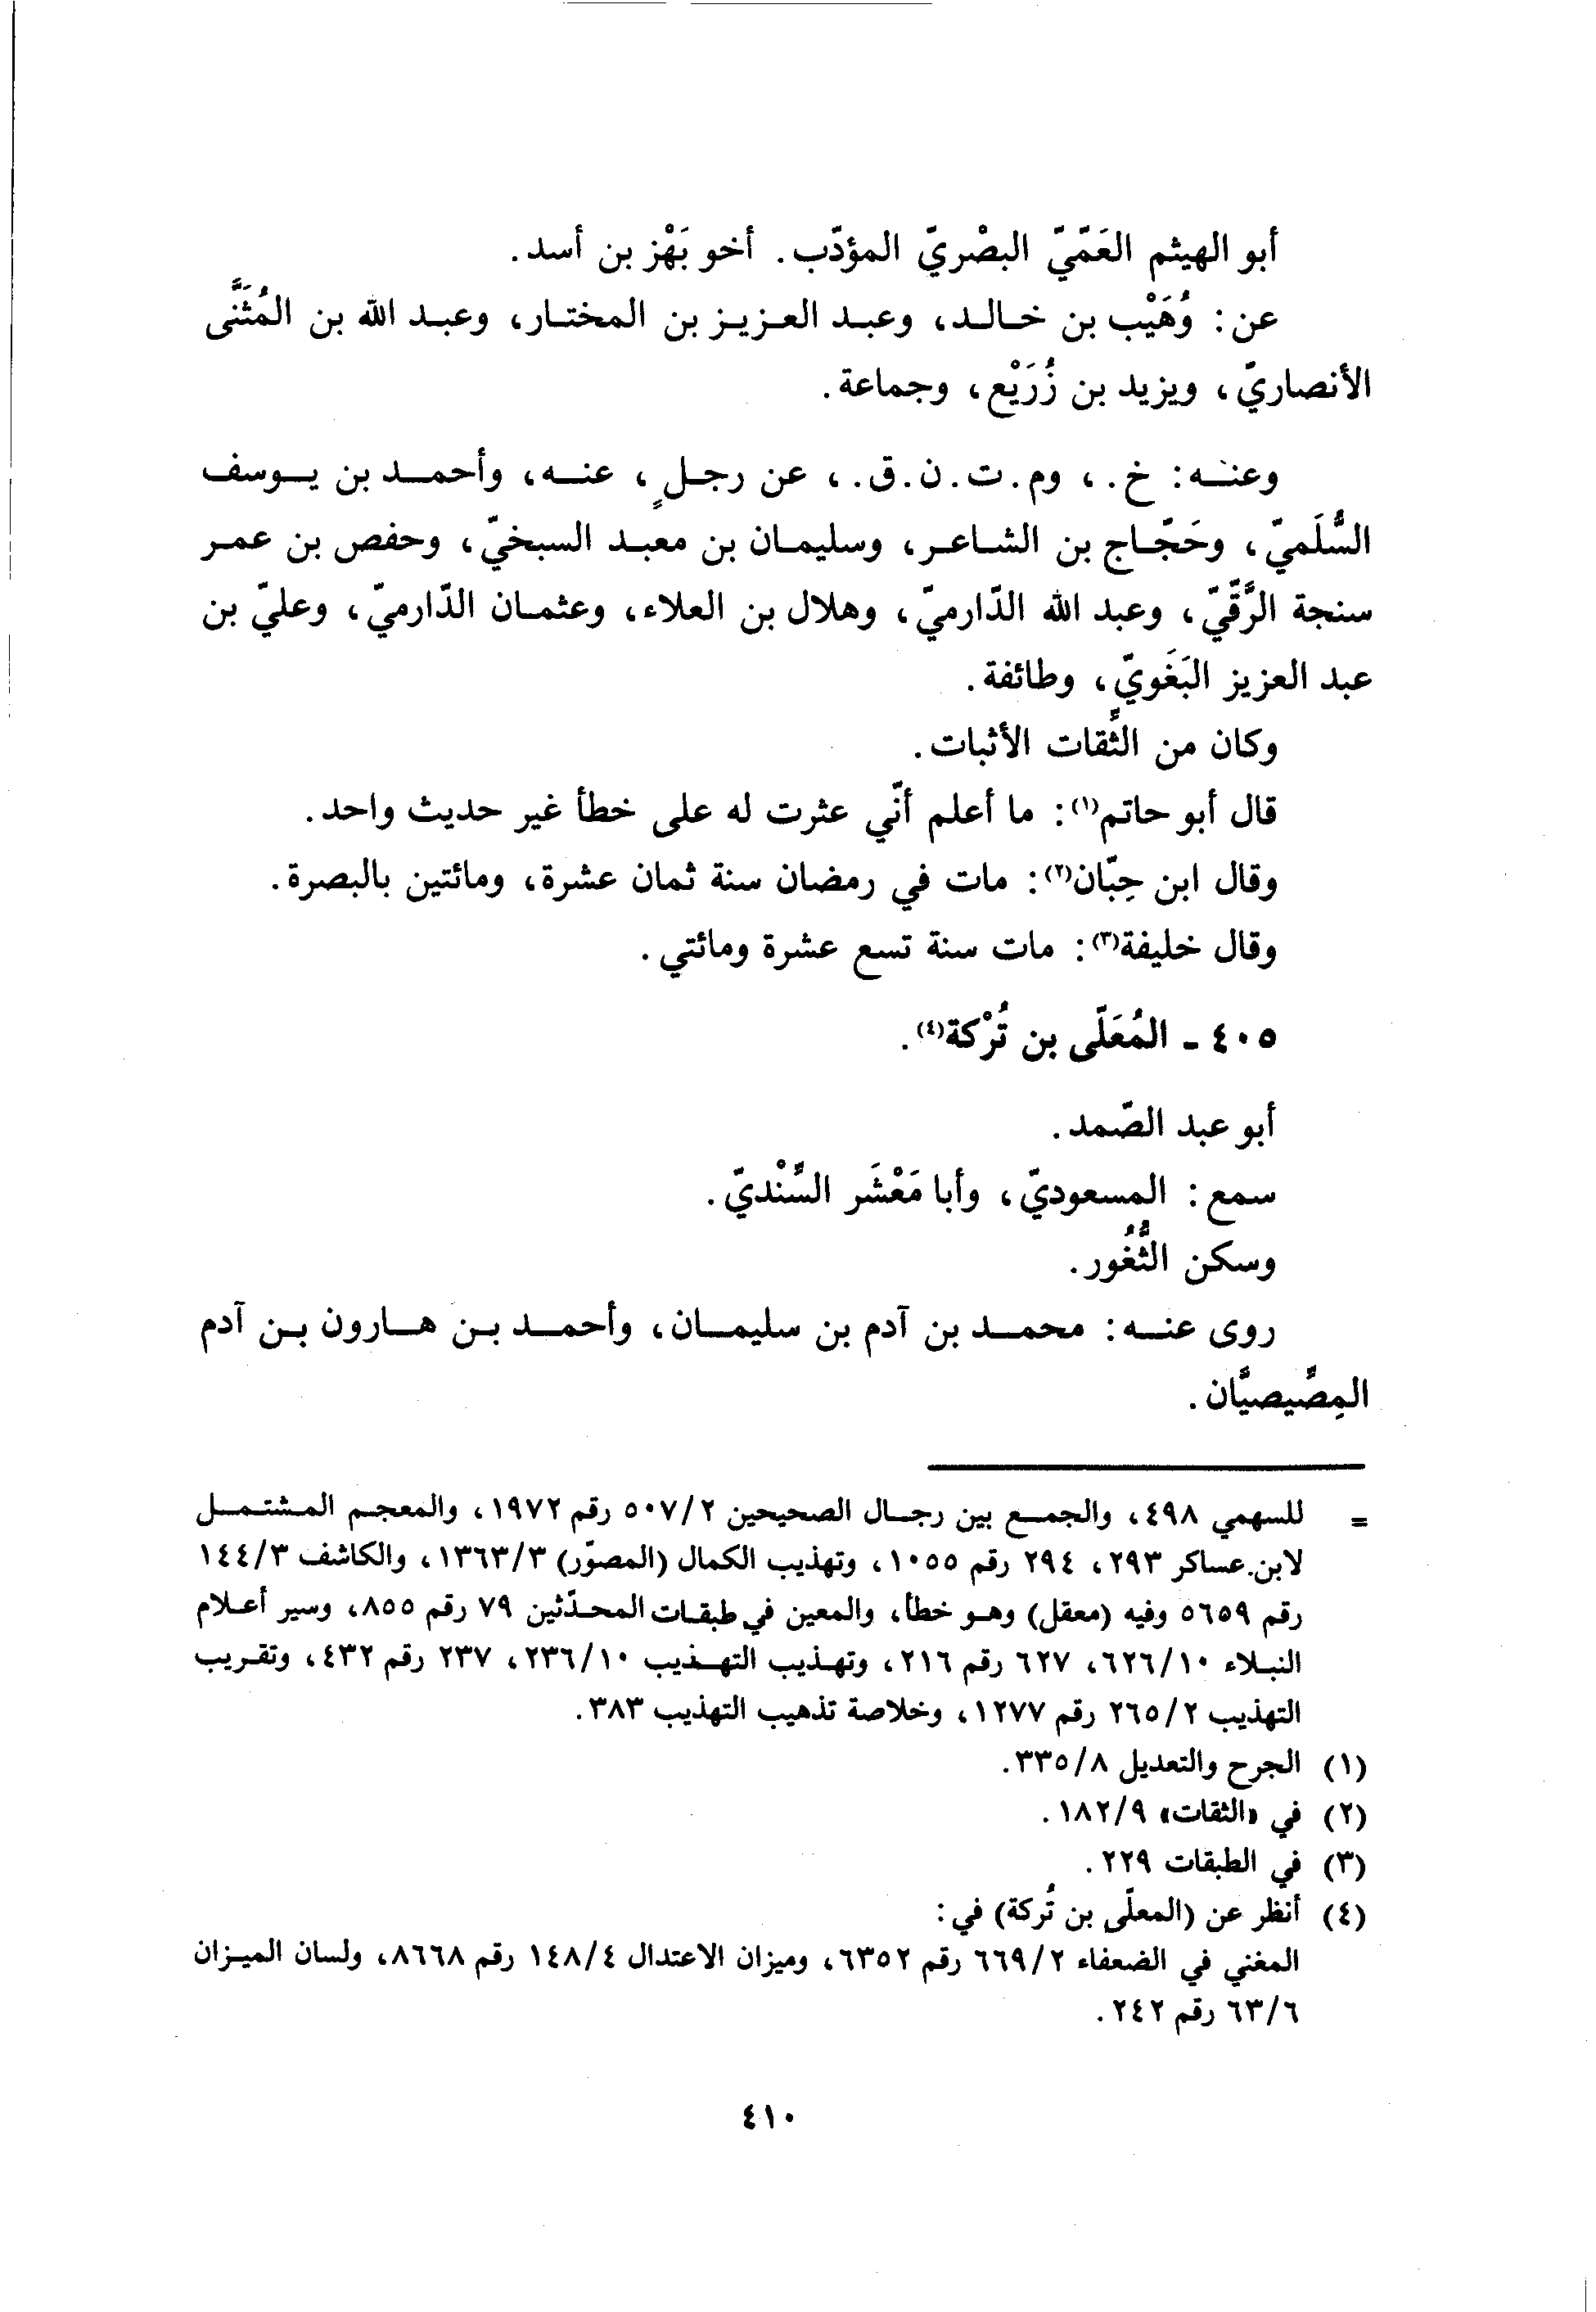 أبو الهيثم العَمّيّ البصْريّ المؤدّب. أخو بَهْز بن أسد.
عن: وُهَيْب بن خالد، وعبد العزيز بن المختار، وعبد الله بن المُثَنَّى
الأنصاريّ، ويزيد بن زُرَيْع، وجماعة.
وعنه: خ.، وم.ت.ن.ق.، عن رجلٍ، عنه، وأحمد بن يوسف
السُّلَميّ، وحَجّاج بن الشاعر، وسليمان بن معبد السبخيّ، وحفص بن عمر
سنجة الرَّقّيّ، وعبد الله الدّارميّ، وهلال بن العلاء، وعثمان الدّارميّ، وعليّ بن
عبد العزيز البَغَويّ، وطائفة.
وكان من الثِّقات الأثبات.
قال أبو حاتم(١): ما أعلم أنّي عثرت له على خطأ غير حديث واحد.
وقال ابن حِبّان(٢): مات في رمضان سنة ثمان عشرة، ومائتين بالبصرة.
وقال خليفة(٣): مات سنة تسع عشرة ومائتي.
٤٠٥ - المُعَلّى بن تُرْكة(٤).
أبو عبد الصّمد.
سمع: المسعوديّ، وأبا مَعْشَر السِّنْديّ.
وسكن الثُّغُور.
روى عنه: محمد بن آدم بن سليمان، وأحمد بن هارون بن آدم
المِصِّيصيَّان.
= للسهمي ٤٩٨، والجمع بين رجال الصحيحين ٥٠٧/٢ رقم ١٩٧٢، والمعجم المشتمل
لابن عساكر ٢٩٣، ٢٩٤ رقم ١٠٥٥، وتهذيب الكمال (المصوّر) ١٣٦٣/٣، والكاشف ١٤٤/٣
رقم ٥٦٥٩ وفيه (معقل) وهو خطأ، والمعين في طبقات المحدّثين ٧٩ رقم ٨٥٥، وسير أعلام
النبلاء ٦٢٦/١٠، ٦٢٧ رقم ٢١٦، وتهذيب التهذيب ٢٣٦/١٠، ٢٣٧ رقم ٤٣٢، وتقريب
التهذيب ٢٦٥/٢ رقم ١٢٧٧، وخلاصة تذهيب التهذيب ٣٨٣.
(١) الجرح والتعديل ٣٣٥/٨.
(٢) في «الثقات» ١٨٢/٩.
(٣) في الطبقات ٢٢٩.
(٤) أنظر عن (المعلّى بن تُركة) في:
المغني في الضعفاء ٦٦٩/٢ رقم ٦٣٥٢، وميزان الاعتدال ١٤٨/٤ رقم ٨٦٦٨، ولسان الميزان
٦٣/٦ رقم ٢٤٢.
٤١٠